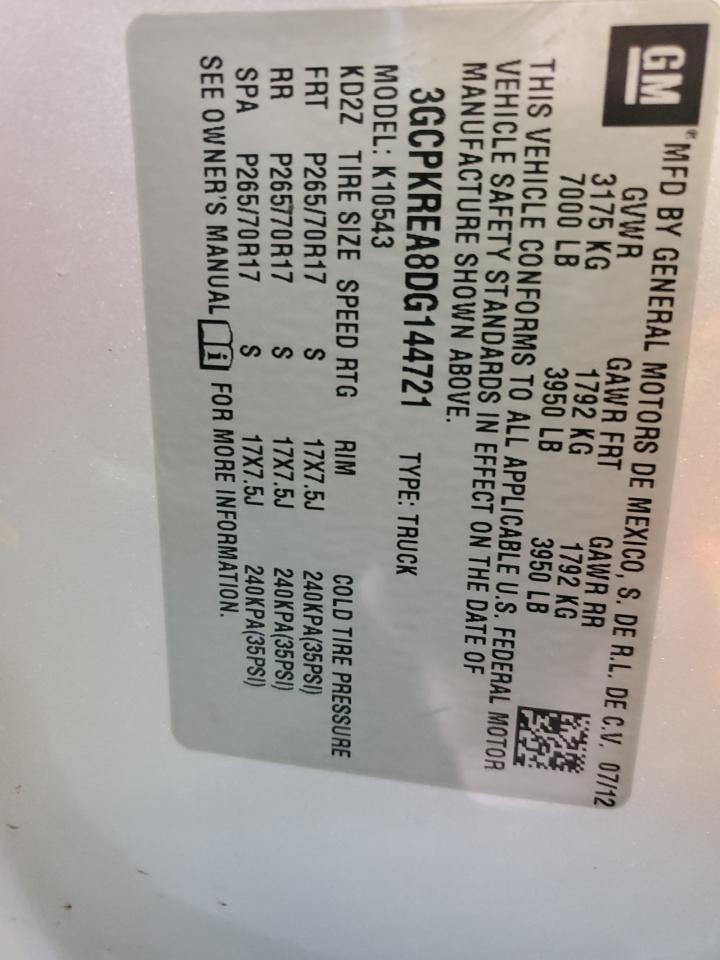 GM® MFD BY GENERAL MOTORS DE MEXICO, S. DE R.L. DE C.V. 07/12
GVWR GAWR FRT GAWR RR
3175 KG 1792 KG 1792 KG
7000 LB 3950 LB 3950 LB
THIS VEHICLE CONFORMS TO ALL APPLICABLE U.S. FEDERAL MOTOR
VEHICLE SAFETY STANDARDS IN EFFECT ON THE DATE OF
MANUFACTURE SHOWN ABOVE.
3GCPKREA8DG144721 TYPE: TRUCK
MODEL: K10543
KD2Z TIRE SIZE SPEED RTG RIM COLD TIRE PRESSURE
FRT P265/70R17 S 17X7.5J 240KPA(35PSI)
RR P265/70R17 S 17X7.5J 240KPA(35PSI)
SPA P265/70R17 S 17X7.5J 240KPA(35PSI)
SEE OWNER'S MANUAL i FOR MORE INFORMATION.